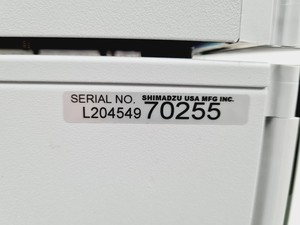 SERIAL NO. SHIMADZU USA MFG INC.
L204549 70255